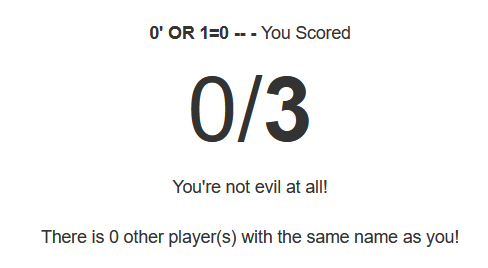 0' OR 1=0 -- - You Scored
0/3
You're not evil at all!
There is 0 other player(s) with the same name as you!